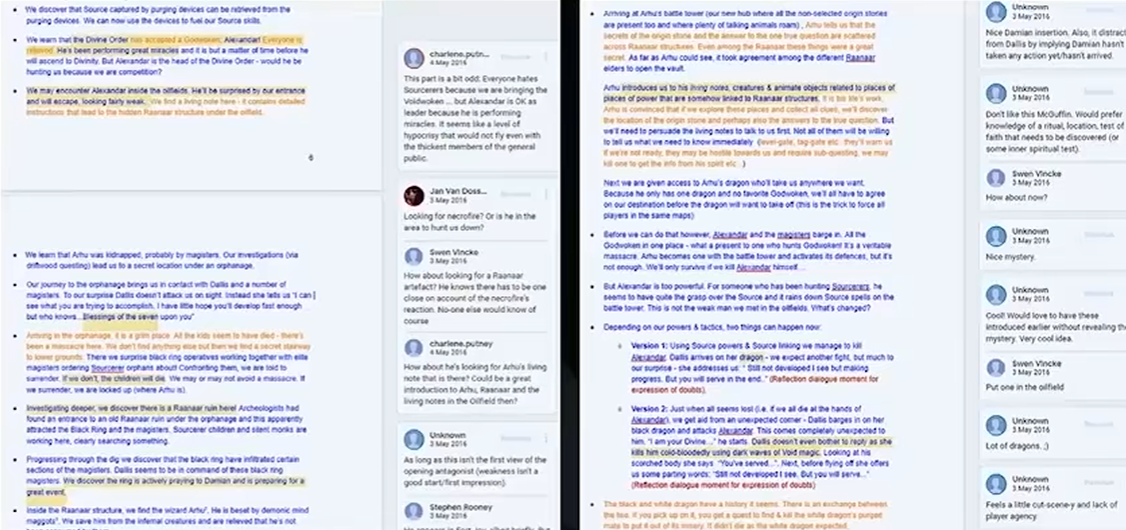 We discover that Source captured by purging devices can be retrieved from the
purging devices. We can now use the devices to fuel our Source skills.
We learn that the Divine Order has accepted a Godwoken, Alexandar! Everyone is
relieved. He's been performing great miracles and it is but a matter of time before he
will ascend to Divinity. But Alexandar is the head of the Divine Order - would he be
hunting us because we are competition?
We may encounter Alexandar inside the oilfields. He'll be surprised by our entrance
and will escape, looking fairly weak. We find a living note here - it contains detailed
instructions that lead to the hidden Raanaar structure under the oilfield.
6
We learn that Arhu was kidnapped, probably by magisters. Our investigations (via
driftwood questing) lead us to a secret location under an orphanage.
Our journey to the orphanage brings us in contact with Dallis and a number of
magisters. To our surprise Dallis doesn't attack us on sight. Instead she tells us "I can
see what you are trying to accomplish. I have little hope you'll develop fast enough
but who knows... Blessings of the seven upon you"
Arriving in the orphanage, it is a grim place. All the kids seem to have died - there's
been a massacre here. We don't find anything else but then we find a secret stairway
to lower grounds. There we surprise black ring operatives working together with elite
magisters ordering Sourcerer orphans about! Confronting them, we are told to
surrender. If we don't, the children will die. We may or may not avoid a massacre. If
we surrender, we are locked up (where Arhu is).
Investigating deeper, we discover there is a Raanaar ruin here! Archeologists had
found an entrance to an old Raanaar ruin under the orphanage and this apparently
attracted the Black Ring and the magisters. Sourcerer children and silent monks are
working here, clearly searching something.
Progressing through the dig we discover that the black ring have infiltrated certain
sections of the magisters. Dallis seems to be in command of these black ring
magisters. We discover the ring is actively praying to Damian and is preparing for a
great event.
Inside the Raanaar structure, we find the wizard Arhu'. He is beset by demonic mind
maggots". We save him from the infernal creatures and are relieved that he's not
charlene.putn...
3 May 2016
This part is a bit odd: Everyone hates
Sourcerers because we are bringing the
Voidwoken ... but Alexandar is OK as
leader because he is performing
miracles. It seems like a level of
hypocrisy that would not fly even with
the thickest members of the general
public.
Jan Van Doss...
3 May 2016
Looking for necrofire? Or is he in the
area to hunt us down?
Swen Vincke
3 May 2016
How about looking for a Raanaar
artefact? He knows there has to be one
close on account of the necrofire's
reaction. No-one else would know of
course
charlene.putney
4 May 2016
How about he's looking for Arhu's living
note that is there? Could be a great
introduction to Arhu, Raanaar and the
living notes in the Oilfield then?
Unknown
3 May 2016
As long as this isn't the first view of the
opening antagonist (weakness isn't a
good start/first impression).
Stephen Rooney
4 May 2016
Arriving at Arhu's battle tower (our new hub where all the non-selected origin stories
are present too and where plenty of talking animals roam), Arhu tells us that the
secrets of the origin stone and the answer to the one true question are scattered
across Raanaar structures. Even among the Raanaar these things were a great
secret. As far as Arhu could see, it took agreement among the different Raanaar
elders to open the vault.
Arhu introduces us to his living notes, creatures & animate objects related to places of
places of power that are somehow linked to Raanaar structures. It is his life's work.
Arhu is convinced that if we explore these places and collect all clues, we'll discover
the location of the origin stone and perhaps also the answers to the true question. But
we'll need to persuade the living notes to talk to us first. Not all of them will be willing
to tell us what we need to know immediately (level-gate, tag-gate etc.. they'll warn us
if we're not ready, they may be hostile towards us and require sub-questing, we may
kill one to get the info from his spirit etc...)
Next we are given access to Arhu's dragon who'll take us anywhere we want.
Because he only has one dragon and no favorite Godwoken, we'll all have to agree
on our destination before the dragon will want to take off (this is the trick to force all
players in the same maps)
Before we can do that however, Alexandar and the magisters barge in. All the
Godwoken in one place - what a present to one who hunts Godwoken! It's a veritable
massacre. Arhu becomes one with the battle tower and activates its defences, but it's
not enough. We'll only survive if we kill Alexandar himself...
But Alexandar is too powerful. For someone who has been hunting Sourcerers, he
seems to have quite the grasp over the Source and it rains down Source spells on the
battle tower. This is not the weak man we met in the oilfields. What's changed?
Depending on our powers & tactics, two things can happen now:
Version 1: Using Source powers & Source linking we manage to kill
Alexandar. Dallis arrives on her dragon - we expect another fight, but much to
our surprise - she addresses us: " Still not developed I see but making
progress. But you will serve in the end.." (Reflection dialogue moment for
expression of doubts).
Version 2: Just when all seems lost (i.e. if we all die at the hands of
Alexandar), we get aid from an unexpected corner - Dallis barges in on her
black dragon and attacks Alexandar. This comes completely unexpected to
him. "I am your Divine..." he starts. Dallis doesn't even bother to reply as she
kills him cold-bloodedly using dark waves of Void magic. Looking at his
scorched body she says "You've served...". Next, before flying off she offers
us some parting words: "Still not developed I see. But you will serve..."
(Reflection dialogue moment for expression of doubts)
The black and white dragon have a history it seems. There is an exchange between
the two. If you pick up on it, you get a quest to find & kill the white dragon's purged
mate to put it out of its misery. It didn't die as the white dragon expected.
Unknown
3 May 2016
Nice Damian insertion. Also, it distract
from Dallis by implying Damian hasn't
taken any action yet/hasn't arrived.
Unknown
3 May 2016
Don't like this McGuffin. Would prefer
knowledge of a ritual, location, test of
faith that needs to be discovered (or
some inner spiritual test).
Swen Vincke
3 May 2016
How about now?
Unknown
3 May 2016
Nice mystery.
Unknown
3 May 2016
Cool! Would love to have these
introduced earlier without revealing the
mystery. Very cool idea.
Swen Vincke
3 May 2016
Put one in the oilfield
Unknown
3 May 2016
Lot of dragons. ;)
Unknown
3 May 2016
Feels a little cut-scene-y and lack of
player agency